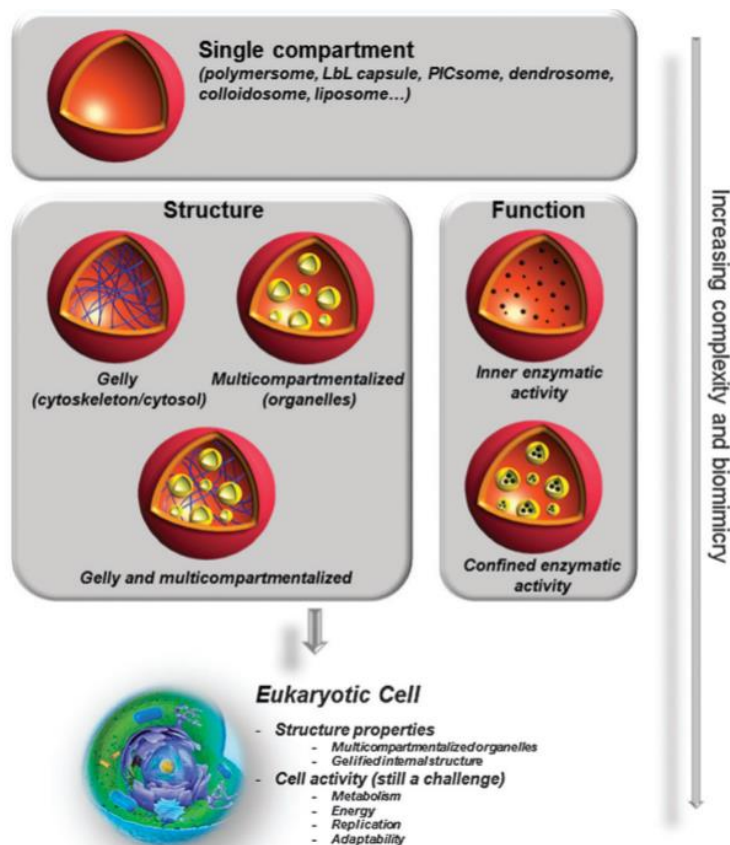 Single compartment
(polymersome, LbL capsule, PICsome, dendrosome,
colloidosome, liposome...)
Structure
Gelly
(cytoskeleton/cytosol)
Multicompartmentalized
(organelles)
Gelly and multicompartmentalized
Function
Inner enzymatic
activity
Confined enzymatic
activity
Increasing complexity and biomimicry
Eukaryotic Cell
- Structure properties
- Multicompartmentalized organelles
- Gelified internal structure
- Cell activity (still a challenge)
- Metabolism
- Energy
- Replication
- Adaptability